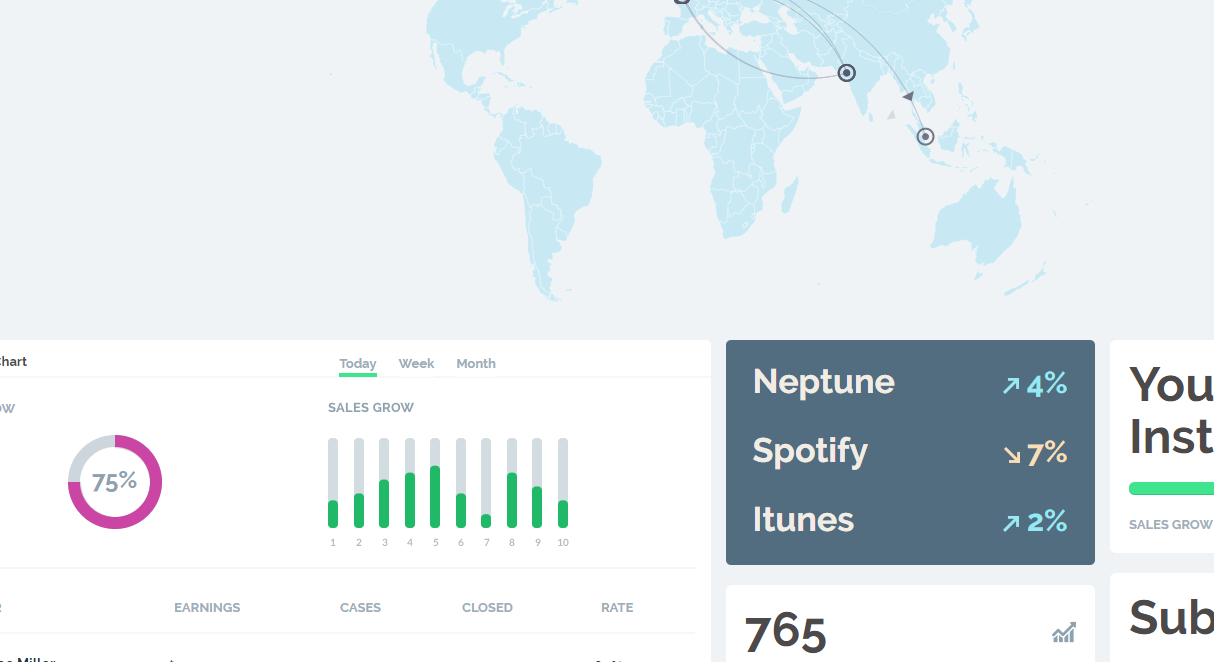 Chart
Today Week Month
OW
SALES GROW
75%
1 2 3 4 5 6 7 8 9 10
EARNINGS CASES CLOSED RATE
Miller
Neptune 4%
Spotify 7%
Itunes 2%
765
You
Inst
SALES GROW
Sub